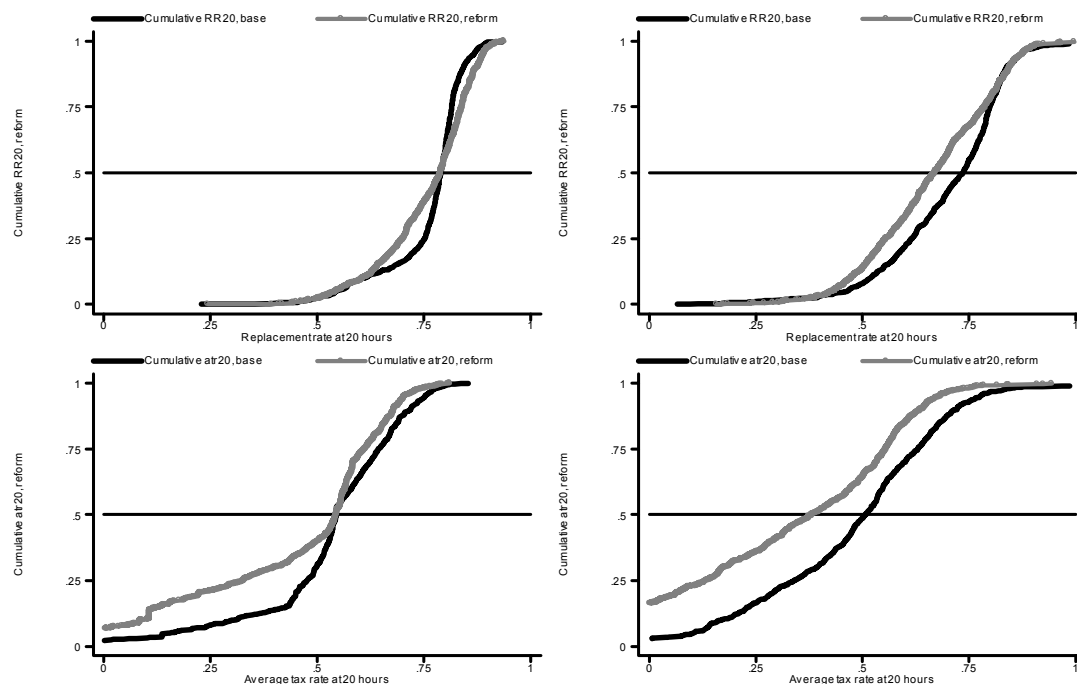 Cumulative RR20, base
Cumulative RR20, reform
1
.75
.5
.25
0
Cumulative RR20, reform
0
.25
.5
.75
1
Replacement rate at 20 hours
Cumulative RR20, base
Cumulative RR20, reform
1
.75
.5
.25
0
Cumulative RR20, reform
0
.25
.5
.75
1
Replacement rate at 20 hours
Cumulative atr20, base
Cumulative atr20, reform
1
.75
.5
.25
0
Cumulative atr20, reform
0
.25
.5
.75
1
Average tax rate at 20 hours
Cumulative atr20, base
Cumulative atr20, reform
1
.75
.5
.25
0
Cumulative atr20, reform
0
.25
.5
.75
1
Average tax rate at 20 hours